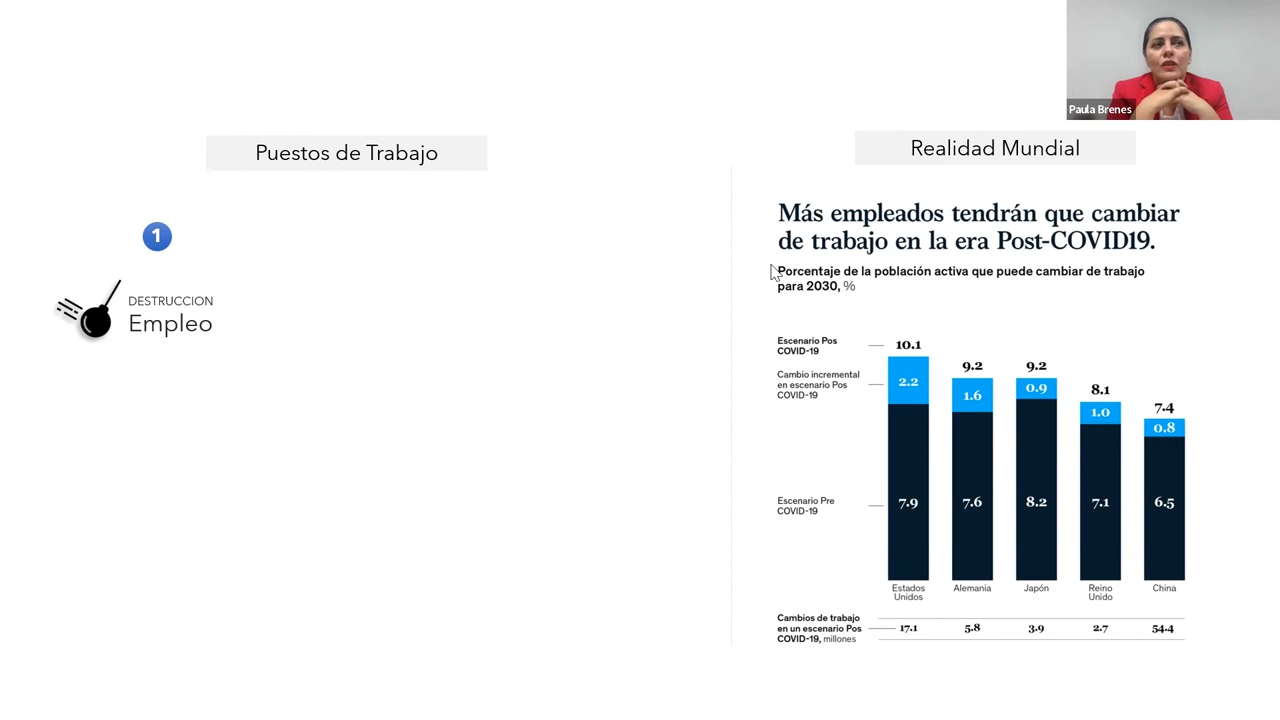 Paula Brenes
Puestos de Trabajo
1
DESTRUCCION
Empleo
Realidad Mundial
Más empleados tendrán que cambiar
de trabajo en la era Post-COVID19.
Porcentaje de la población activa que puede cambiar de trabajo
para 2030, %
Escenario Pos
COVID-19
10.1
9.2
9.2
8.1
7.4
Cambio incremental
en escenario Pos
COVID-19
2.2
1.6
0.9
1.0
0.8
Escenario Pre
COVID-19
7.9
7.6
8.2
7.1
6.5
Estados
Unidos
Alemania
Japón
Reino
Unido
China
Cambios de trabajo
en un escenario Pos
COVID-19, millones
17.1
5.8
3.9
2.7
54.4